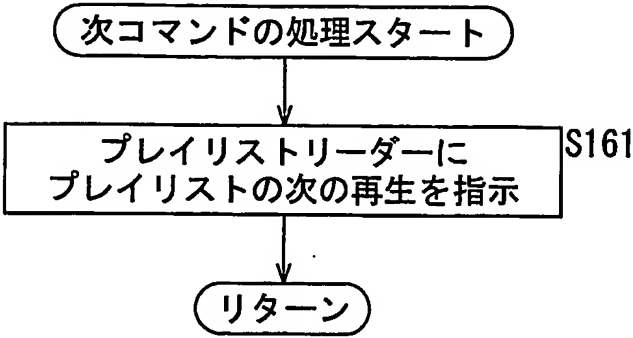 次コマンドの処理スタート
プレイリストリーダーに
プレイリストの次の再生を指示
S161
リターン